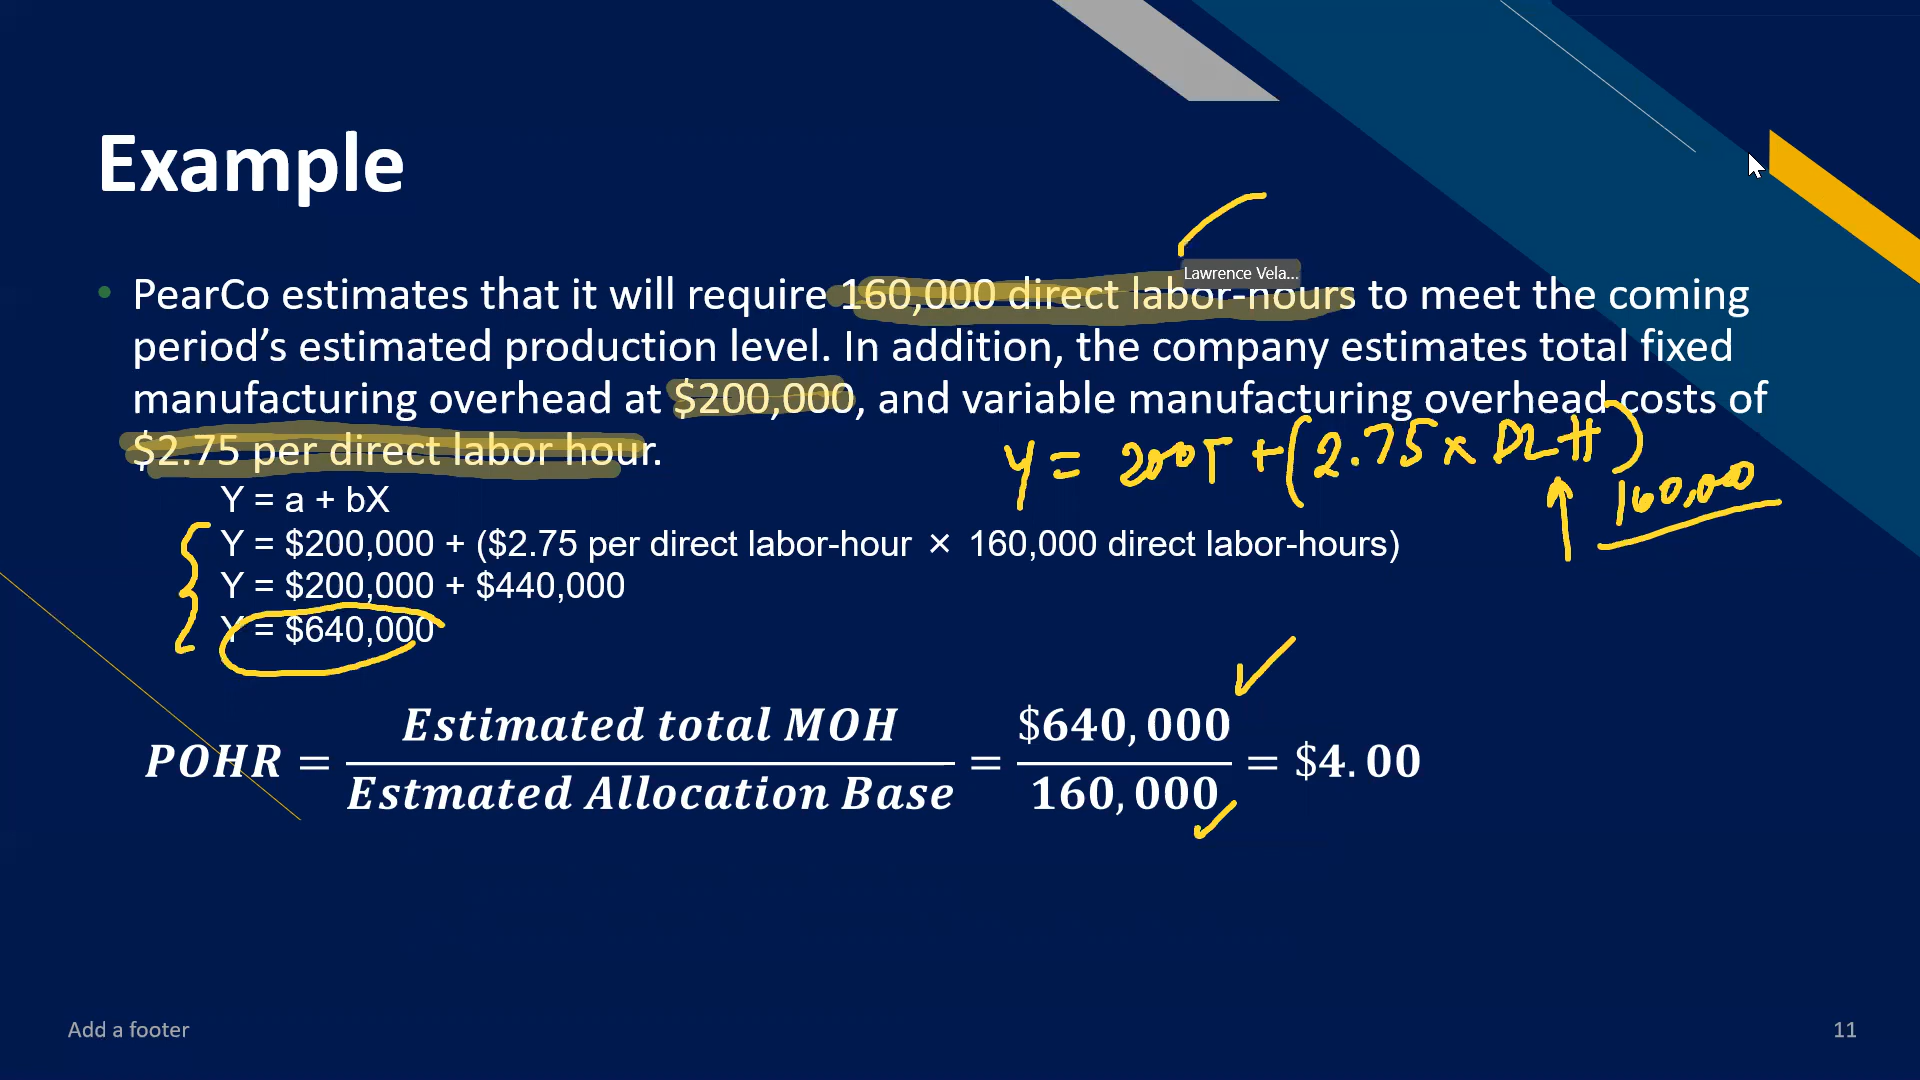 Example
Lawrence Vela...
• PearCo estimates that it will require 160,000 direct labor-hours to meet the coming
period’s estimated production level. In addition, the company estimates total fixed
manufacturing overhead at $200,000, and variable manufacturing overhead costs of
$2.75 per direct labor hour.
Y = 200T + (2.75 x DLH)
160,000
Y = a + bX
Y = $200,000 + ($2.75 per direct labor-hour × 160,000 direct labor-hours)
Y = $200,000 + $440,000
Y = $640,000
POHR = Estimated total MOH / Estmated Allocation Base = $640,000 / 160,000 = $4.00
Add a footer
11